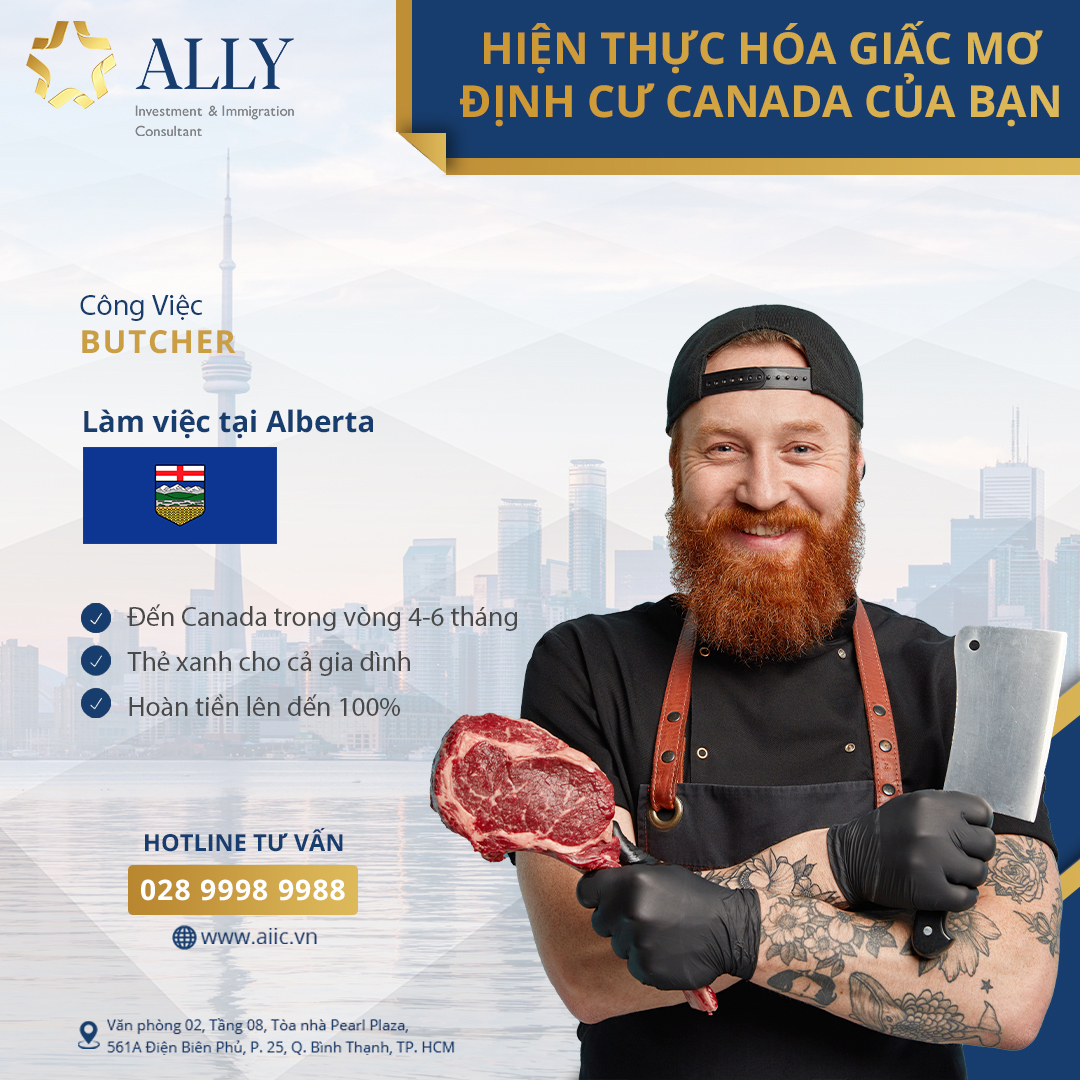 ALLY
Investment & Immigration
Consultant
HIỆN THỰC HÓA GIẤC MƠ
ĐỊNH CƯ CANADA CỦA BẠN
Công Việc
BUTCHER
Làm việc tại Alberta
Đến Canada trong vòng 4-6 tháng
Thẻ xanh cho cả gia đình
Hoàn tiền lên đến 100%
HOTLINE TƯ VẤN
028 9998 9988
www.aiic.vn
Văn phòng 02, Tầng 08, Tòa nhà Pearl Plaza,
561A Điện Biên Phủ, P. 25, Q. Bình Thạnh, TP. HCM